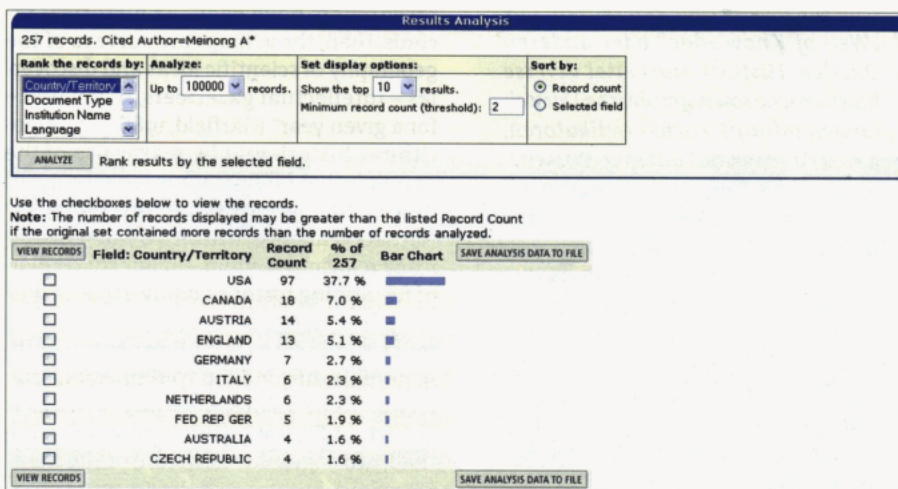 Results Analysis
257 records. Cited Author=Meinong A*
Rank the records by: Analyze: Set display options: Sort by:
Country/Territory Up to 100000 records. Show the top 10 results. Record count
Document Type
Institution Name Minimum record count (threshold): 2 Selected field
Language
ANALYZE Rank results by the selected field.
Use the checkboxes below to view the records.
Note: The number of records displayed may be greater than the listed Record Count
if the original set contained more records than the number of records analyzed.
VIEW RECORDS Field: Country/Territory Record Count % of 257 Bar Chart SAVE ANALYSIS DATA TO FILE
USA 97 37.7 %
CANADA 18 7.0 %
AUSTRIA 14 5.4 %
ENGLAND 13 5.1 %
GERMANY 7 2.7 %
ITALY 6 2.3 %
NETHERLANDS 6 2.3 %
FED REP GER 5 1.9 %
AUSTRALIA 4 1.6 %
CZECH REPUBLIC 4 1.6 %
VIEW RECORDS SAVE ANALYSIS DATA TO FILE